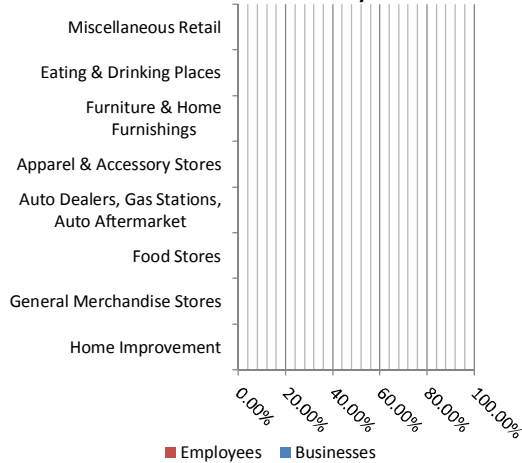 Miscellaneous Retail
Eating & Drinking Places
Furniture & Home
Furnishings
Apparel & Accessory Stores
Auto Dealers, Gas Stations,
Auto Aftermarket
Food Stores
General Merchandise Stores
Home Improvement
0.00% 20.00% 40.00% 60.00% 80.00% 100.00%
Employees Businesses